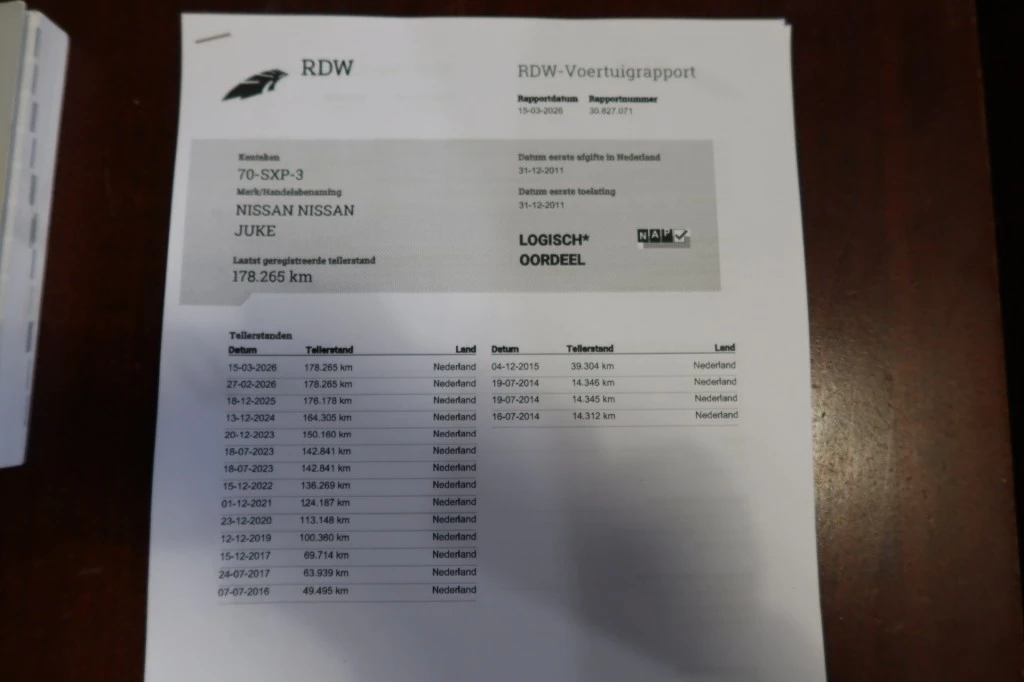 RDW
RDW-Voertuigrapport
Rapportdatum Rapportnummer
15-03-2026 30.827.071
Kenteken
70-SXP-3
Merk/Handelsbenaming
NISSAN NISSAN
JUKE
Laatst geregistreerde tellerstand
178.265 km
Datum eerste afgifte in Nederland
31-12-2011
Datum eerste toelating
31-12-2011
LOGISCH*
OORDEEL
NAP
Tellerstanden
Datum Tellerstand Land
15-03-2026 178.265 km Nederland
27-02-2026 178.265 km Nederland
18-12-2025 176.178 km Nederland
13-12-2024 164.305 km Nederland
20-12-2023 150.160 km Nederland
18-07-2023 142.841 km Nederland
18-07-2023 142.841 km Nederland
15-12-2022 136.269 km Nederland
01-12-2021 124.187 km Nederland
23-12-2020 113.148 km Nederland
12-12-2019 100.360 km Nederland
15-12-2017 69.714 km Nederland
24-07-2017 63.939 km Nederland
07-07-2016 49.495 km Nederland
Datum Tellerstand Land
04-12-2015 39.304 km Nederland
19-07-2014 14.346 km Nederland
19-07-2014 14.345 km Nederland
16-07-2014 14.312 km Nederland